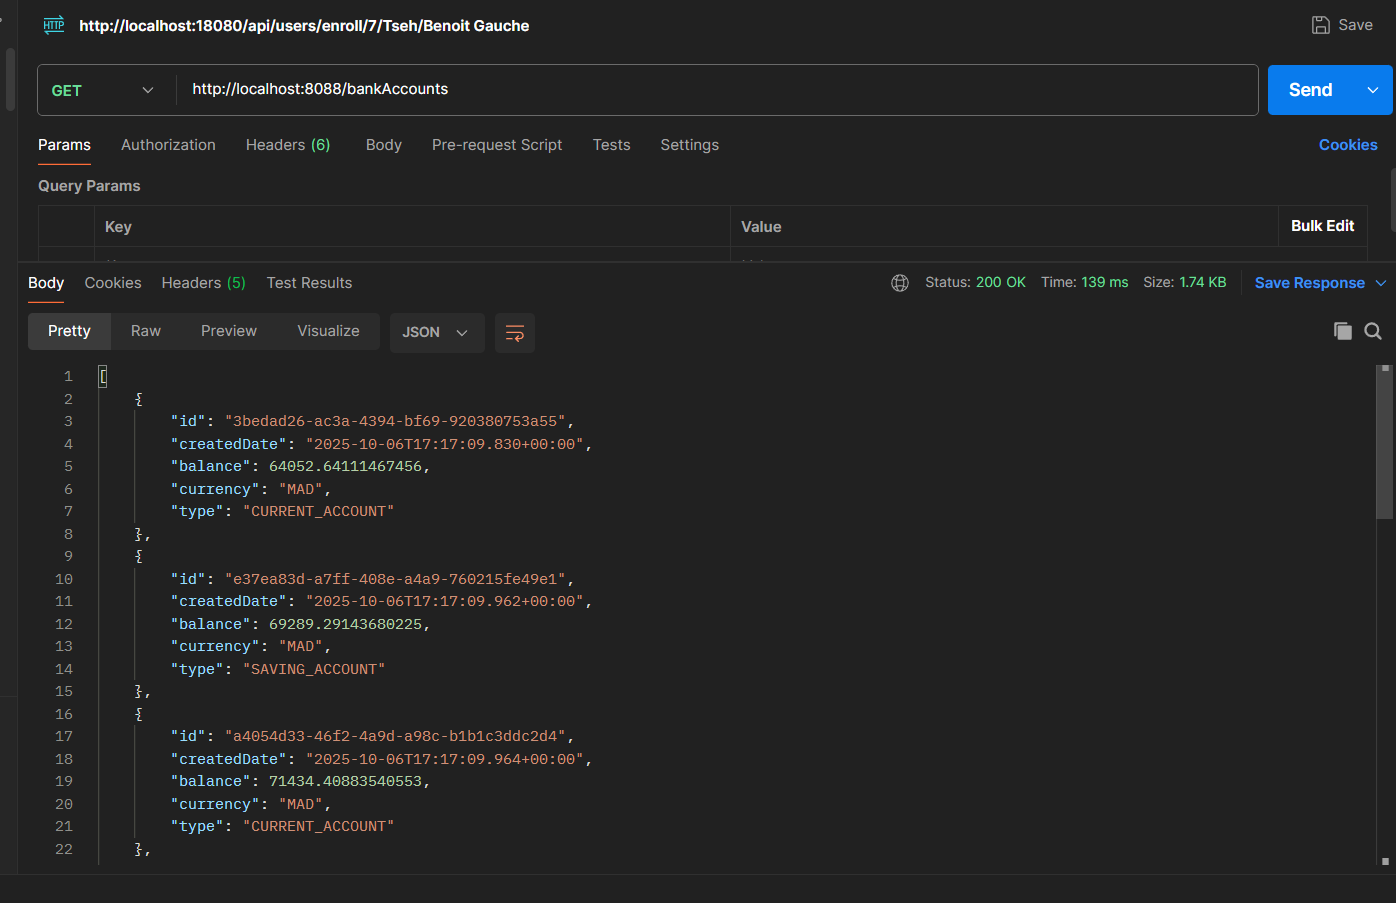 HTTP http://localhost:18080/api/users/enroll/7/Tseh/Benoit Gauche Save
GET http://localhost:8088/bankAccounts Send
Params Authorization Headers (6) Body Pre-request Script Tests Settings Cookies
Query Params
Key Value Bulk Edit
Body Cookies Headers (5) Test Results Status: 200 OK Time: 139 ms Size: 1.74 KB Save Response
Pretty Raw Preview Visualize JSON
1 [
2 {
3 "id": "3bedad26-ac3a-4394-bf69-920380753a55",
4 "createdDate": "2025-10-06T17:17:09.830+00:00",
5 "balance": 64052.64111467456,
6 "currency": "MAD",
7 "type": "CURRENT_ACCOUNT"
8 },
9 {
10 "id": "e37ea83d-a7ff-408e-a4a9-760215fe49e1",
11 "createdDate": "2025-10-06T17:17:09.962+00:00",
12 "balance": 69289.29143680225,
13 "currency": "MAD",
14 "type": "SAVING_ACCOUNT"
15 },
16 {
17 "id": "a4054d33-46f2-4a9d-a98c-b1b1c3ddc2d4",
18 "createdDate": "2025-10-06T17:17:09.964+00:00",
19 "balance": 71434.40883540553,
20 "currency": "MAD",
21 "type": "CURRENT_ACCOUNT"
22 },